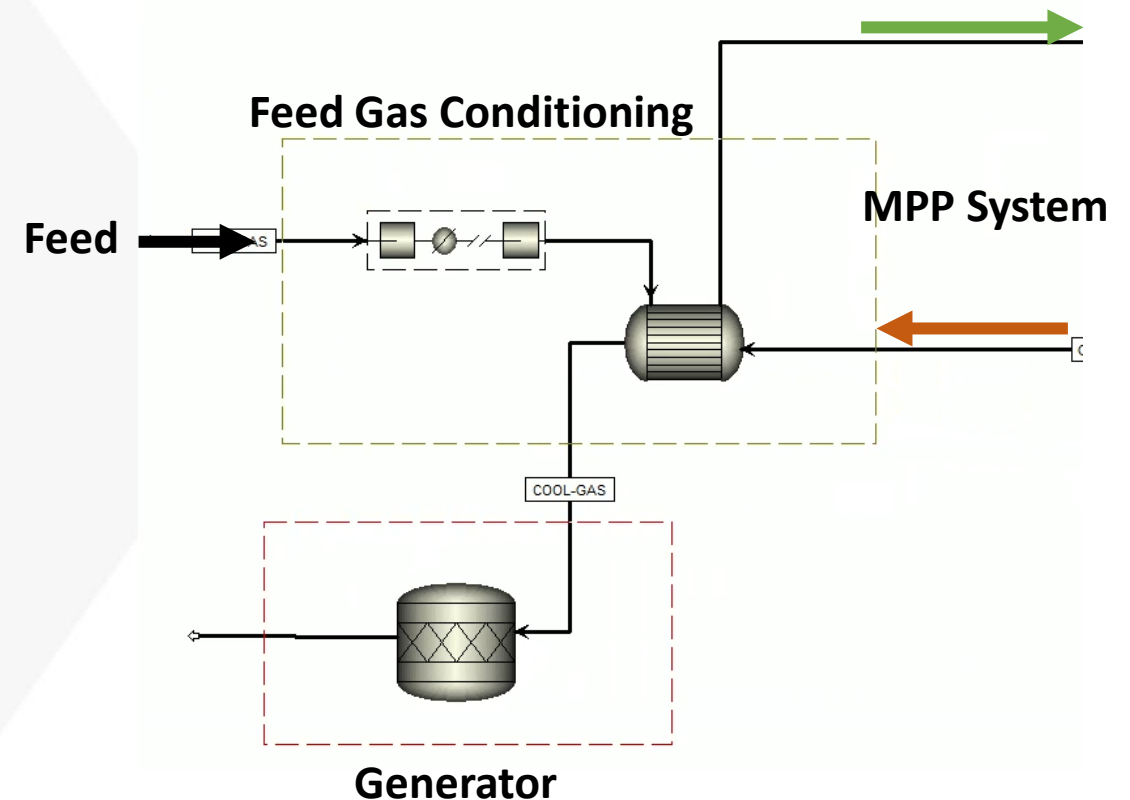 Feed Gas Conditioning
MPP System
Feed
COOL-GAS
Generator